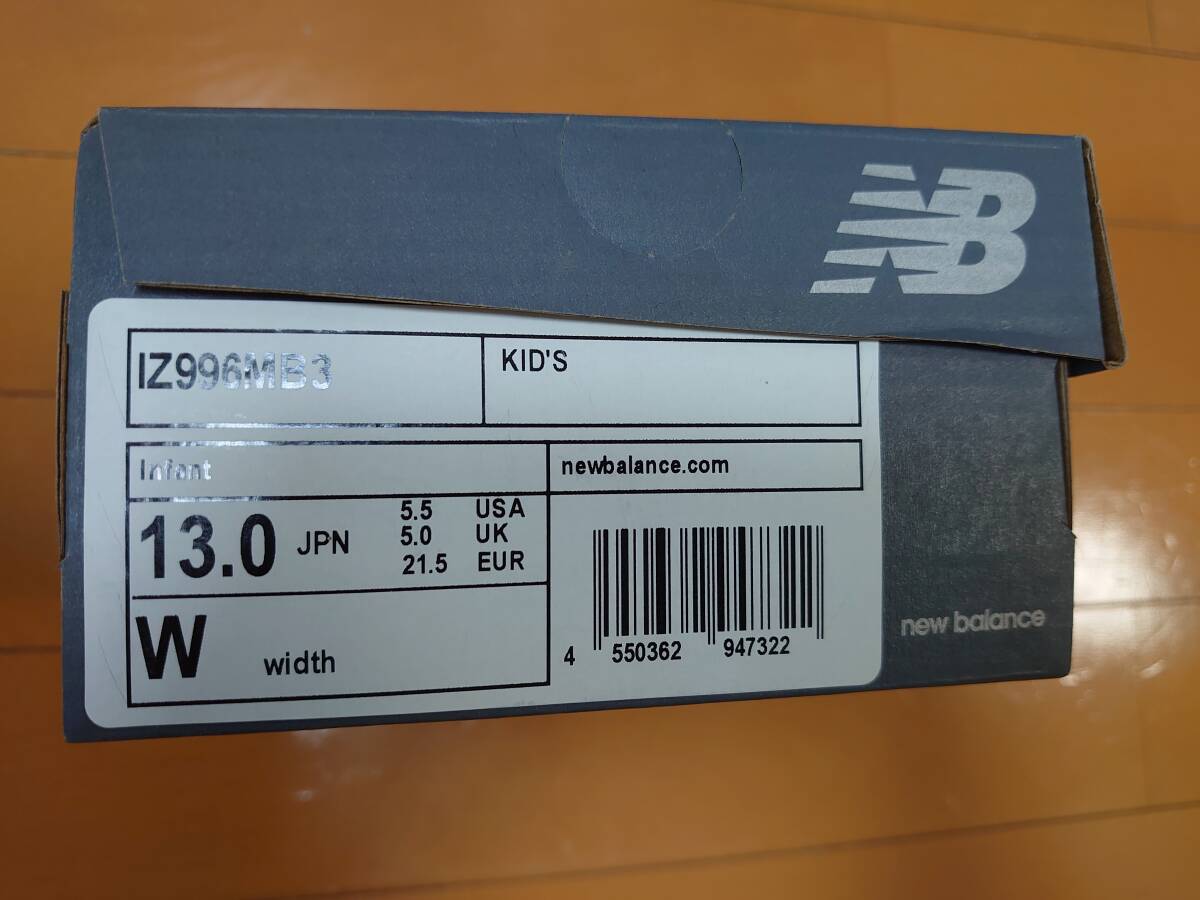 NB
IZ996MB3
KID'S
Infant
newbalance.com
13.0 JPN
5.5 USA
5.0 UK
21.5 EUR
W width
4 550362 947322
new balance